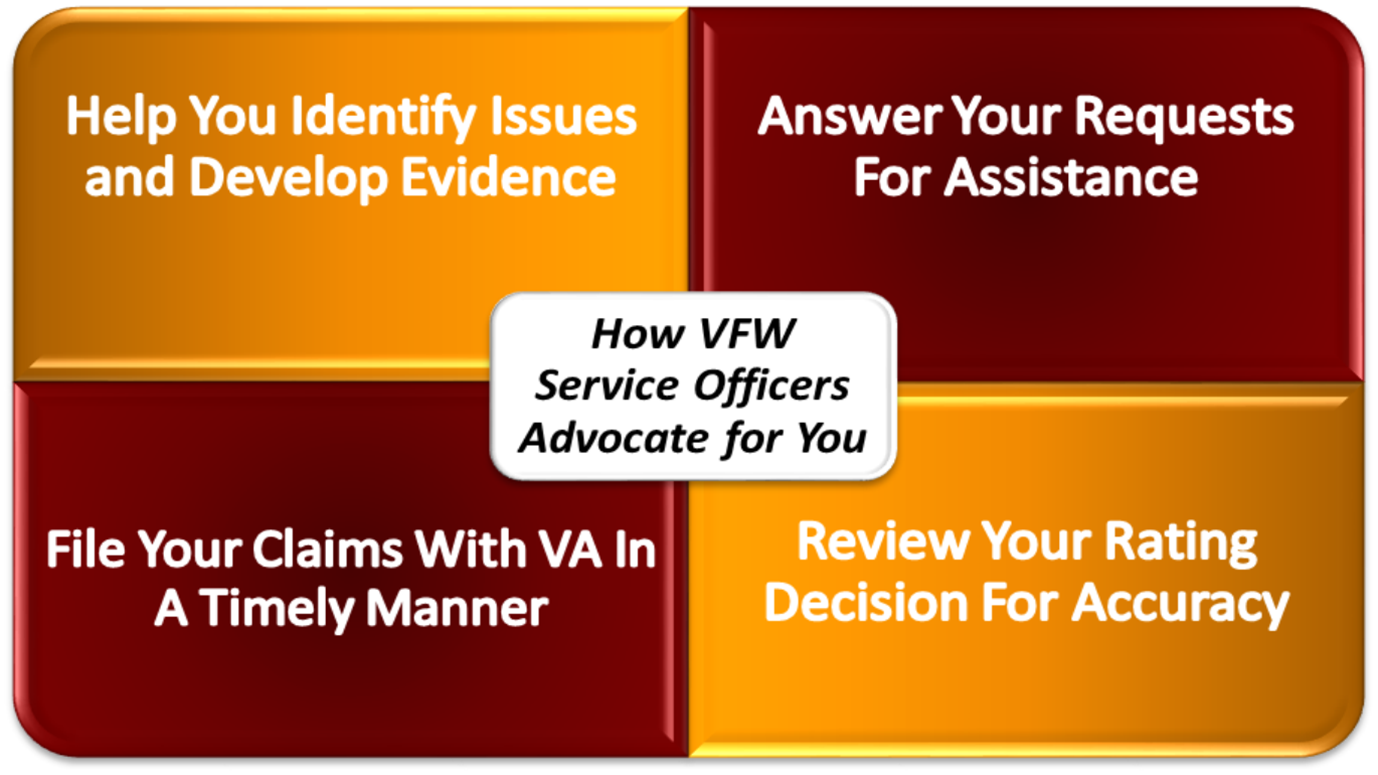 Help You Identify Issues
and Develop Evidence
Answer Your Requests
For Assistance
How VFW
Service Officers
Advocate for You
File Your Claims With VA In
A Timely Manner
Review Your Rating
Decision For Accuracy